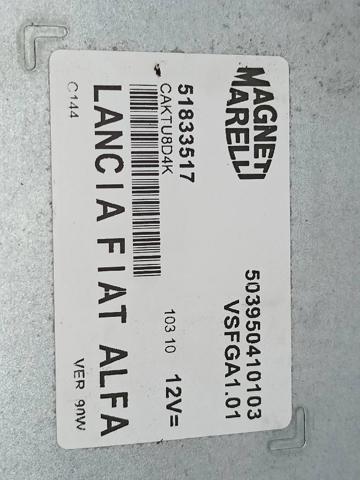 MAGNETI
MARELLI
503950410103
VSFGA1.01
51833517
CAKTU8D4K
103 10
12V=
LANCIA FIAT ALFA
C144
VER 90W